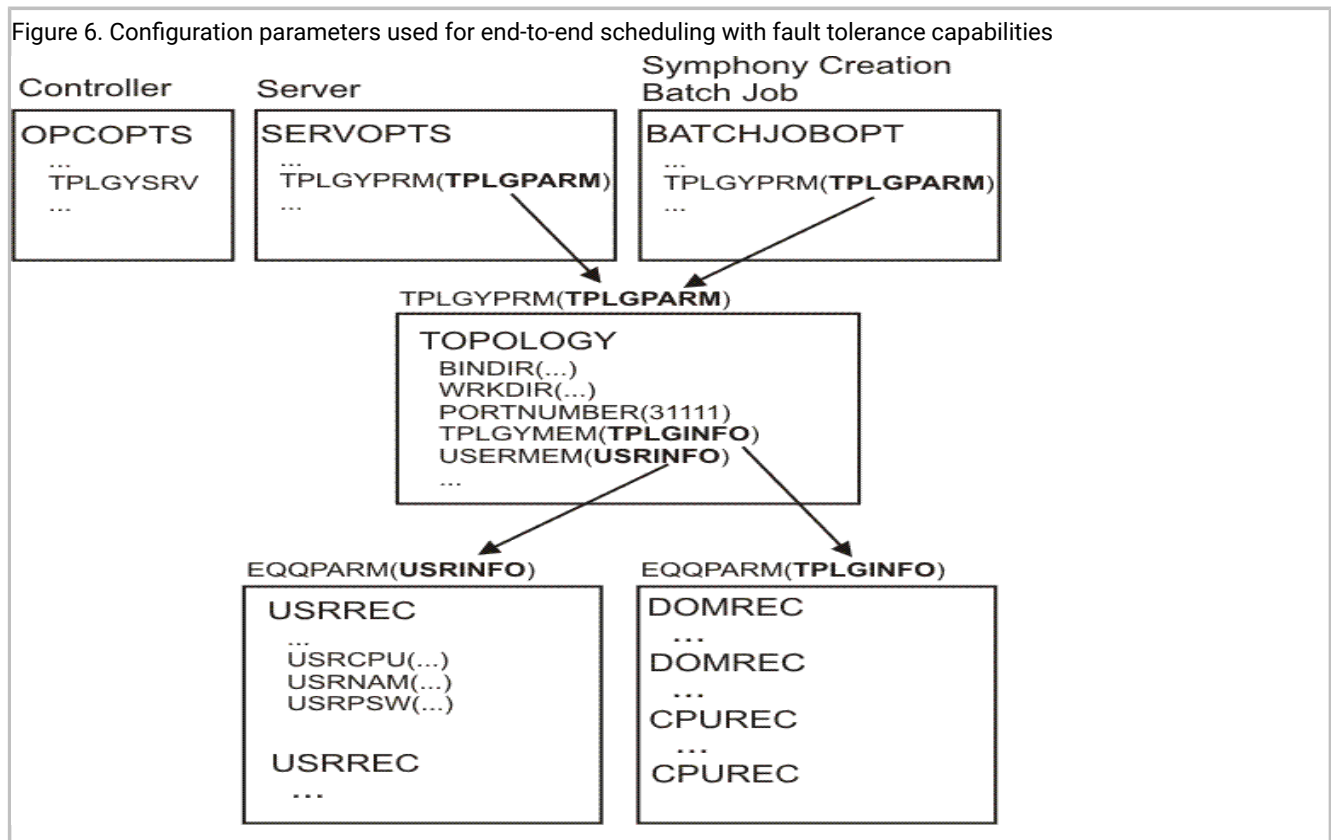 Figure 6. Configuration parameters used for end-to-end scheduling with fault tolerance capabilities
Controller
OPCOPTS
...
TPLGYSRV
...
Server
SERVOPTS
...
TPLGYPRM(TPLGPARM)
...
Symphony Creation
Batch Job
BATCHJOBOPT
...
TPLGYPRM(TPLGPARM)
...
TPLGYPRM(TPLGPARM)
TOPOLOGY
BINDIR(...)
WRKDIR(...)
PORTNUMBER(31111)
TPLGYMEM(TPLGINFO)
USERMEM(USRINFO)
...
EQQPARM(USRINFO)
USRREC
...
USRCPU(...)
USRNAM(...)
USRPSW(...)
USRREC
...
EQQPARM(TPLGINFO)
DOMREC
...
DOMREC
...
CPUREC
...
CPUREC